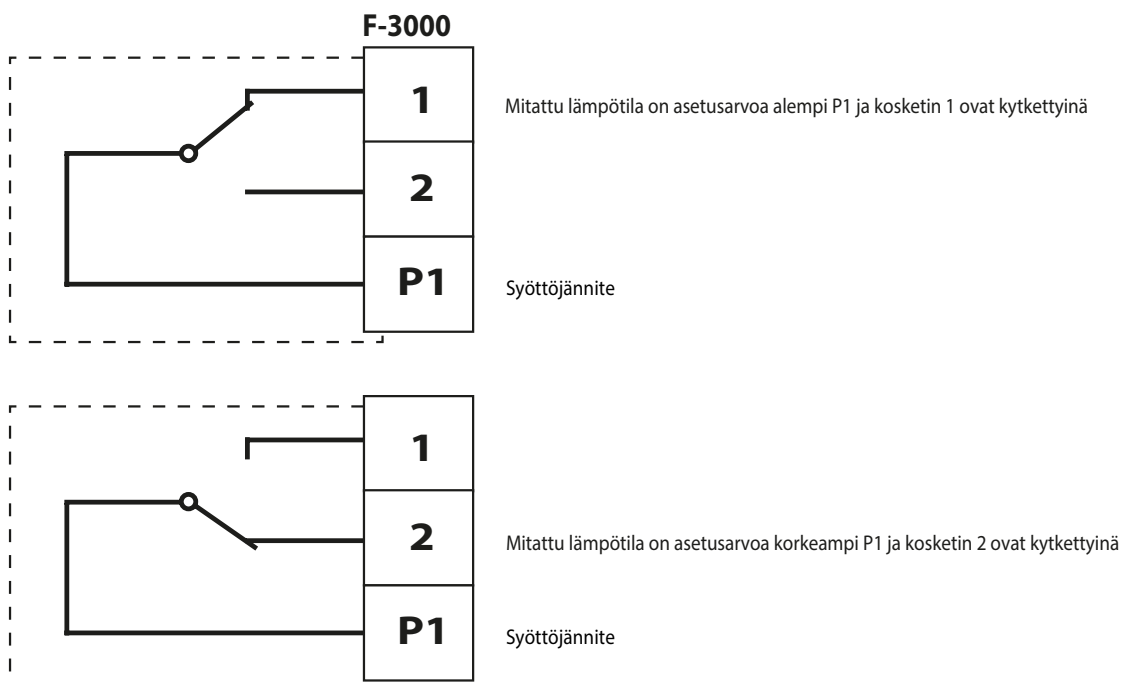 F-3000
1 Mitattu lämpötila on asetusarvoa alempi P1 ja kosketin 1 ovat kytkettyinä
2
P1 Syöttöjännite
1
2 Mitattu lämpötila on asetusarvoa korkeampi P1 ja kosketin 2 ovat kytkettyinä
P1 Syöttöjännite